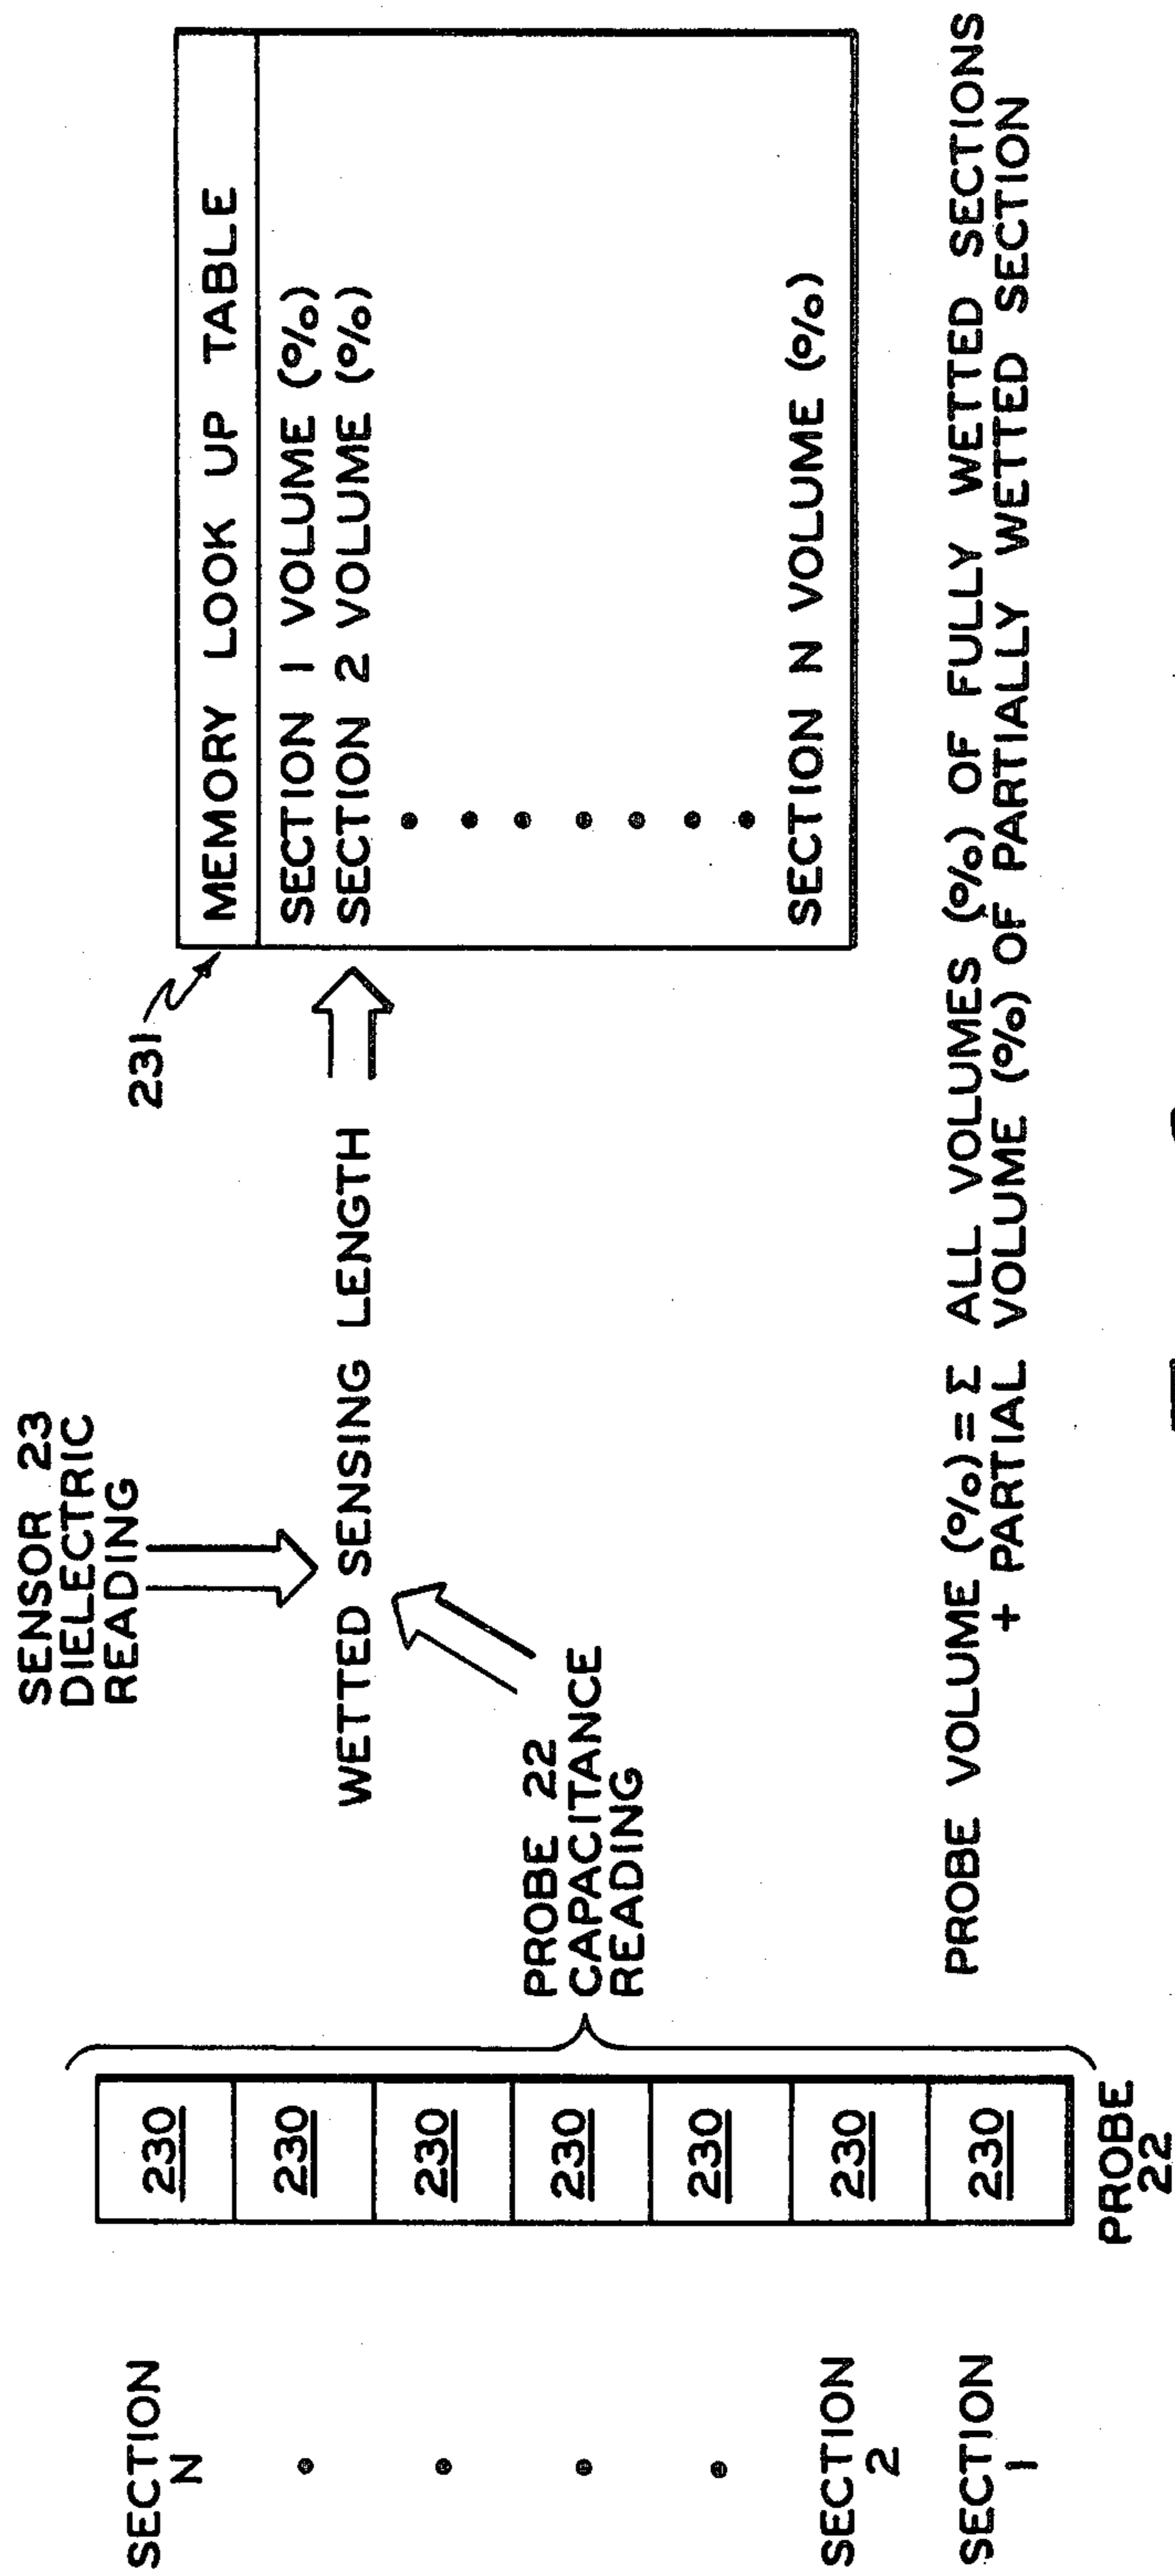 SECTION
N
SECTION
2
SECTION
1
230
230
230
230
230
230
230
PROBE
22
SENSOR 23
DIELECTRIC
READING
WETTED SENSING LENGTH
PROBE 22
CAPACITANCE
READING
231
MEMORY LOOK UP TABLE
SECTION 1 VOLUME (%)
SECTION 2 VOLUME (%)
SECTION N VOLUME (%)
PROBE VOLUME (%) = Σ ALL VOLUMES (%) OF FULLY WETTED SECTIONS
+ PARTIAL VOLUME (%) OF PARTIALLY WETTED SECTION